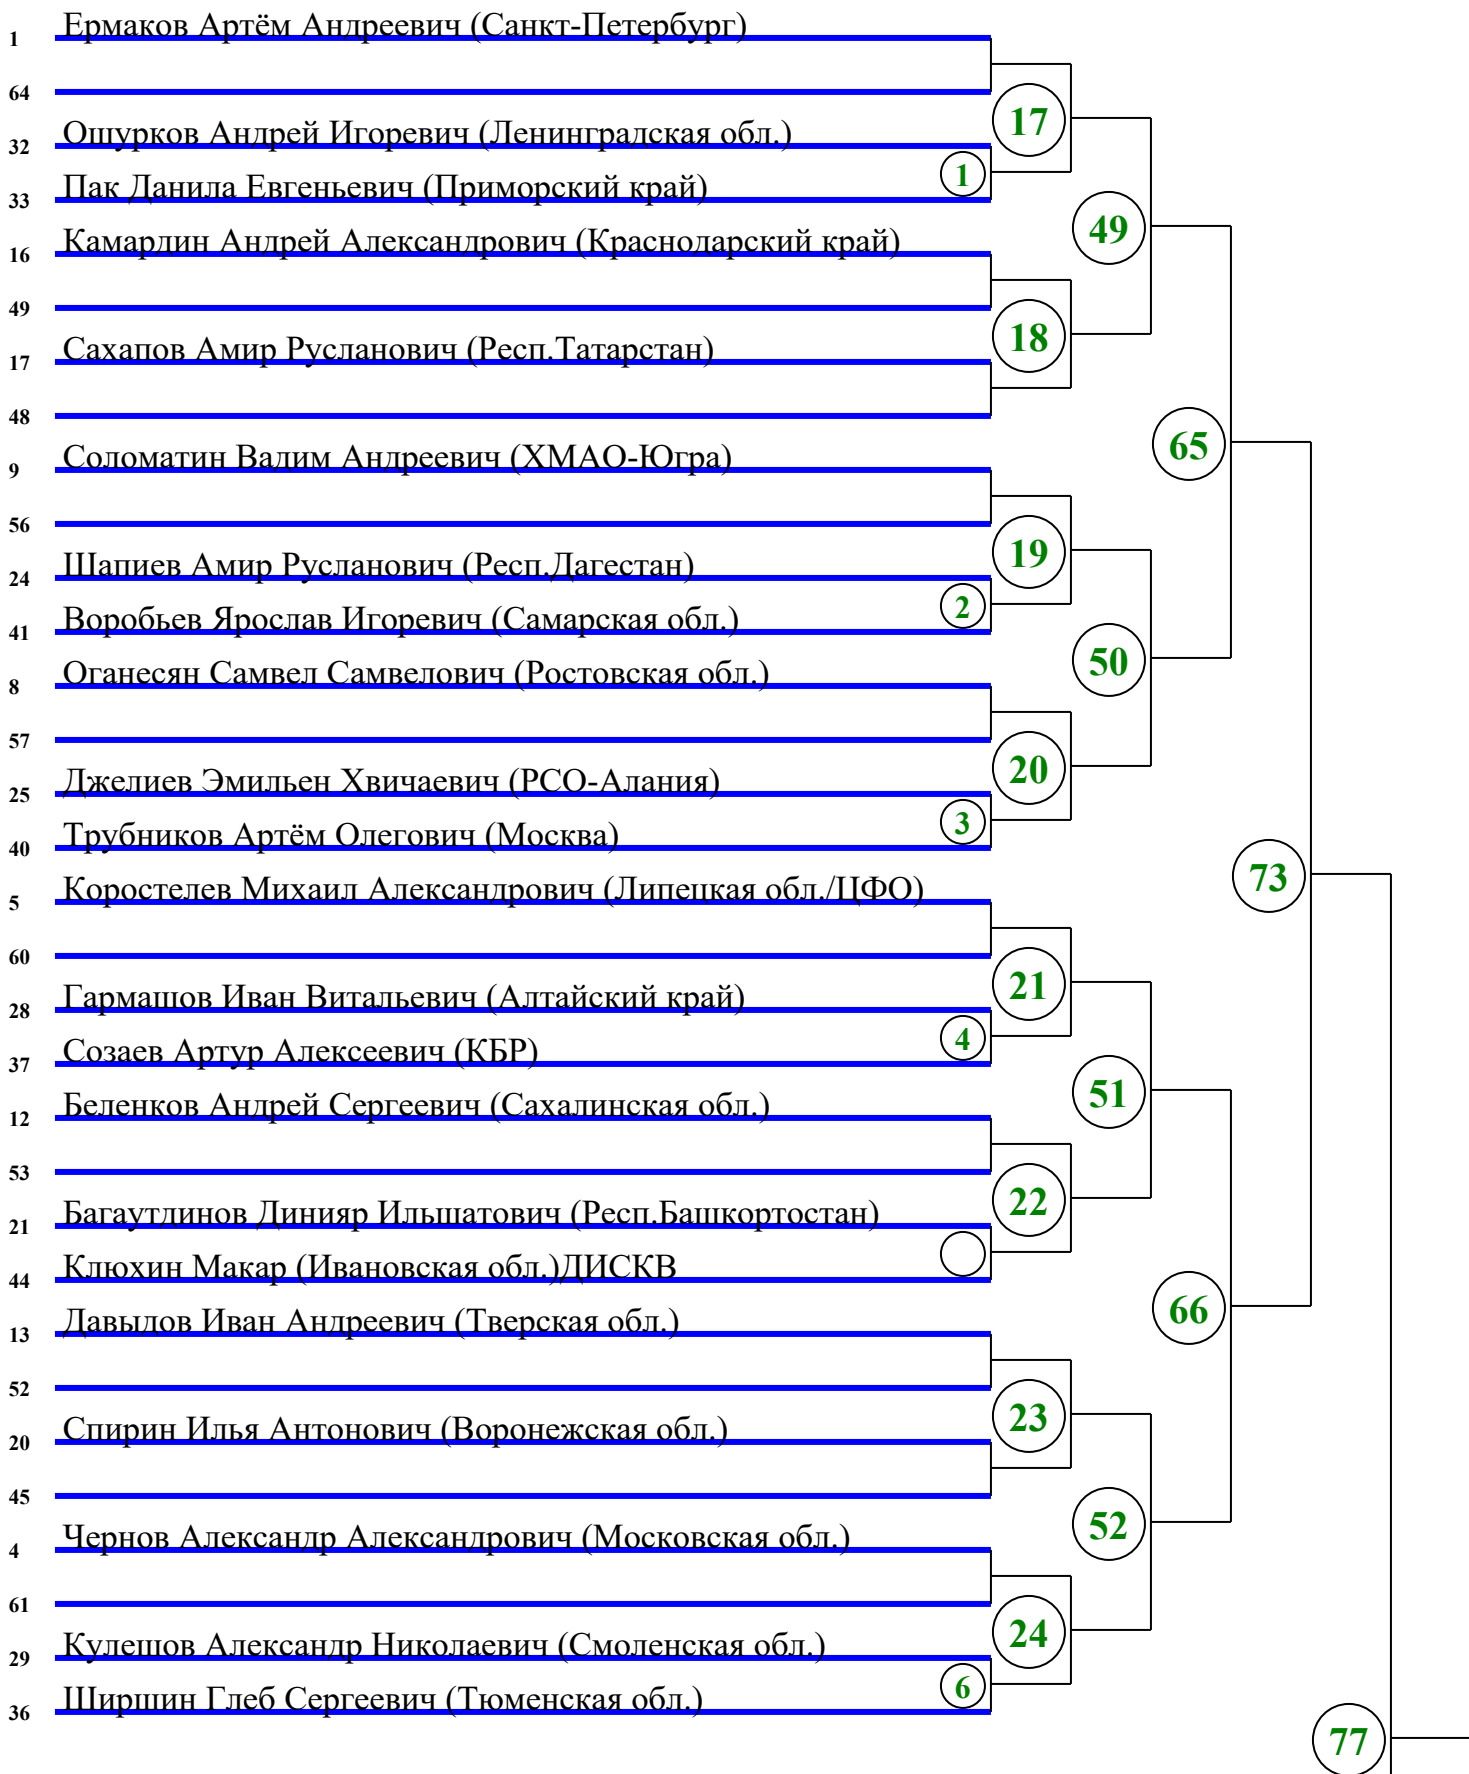 1 Ермаков Артём Андреевич (Санкт-Петербург)
64
17
32 Ошурков Андрей Игоревич (Ленинградская обл.)
1
33 Пак Данила Евгеньевич (Приморский край)
49
16 Камардин Андрей Александрович (Краснодарский край)
49
18
17 Сахапов Амир Русланович (Респ.Татарстан)
48
65
9 Соломатин Вадим Андреевич (ХМАО-Югра)
56
19
24 Шапиев Амир Русланович (Респ.Дагестан)
2
41 Воробьев Ярослав Игоревич (Самарская обл.)
50
8 Оганесян Самвел Самвелович (Ростовская обл.)
57
20
25 Джелиев Эмильен Хвичаевич (РСО-Алания)
3
40 Трубников Артём Олегович (Москва)
73
5 Коростелев Михаил Александрович (Липецкая обл./ЦФО)
60
21
28 Гармашов Иван Витальевич (Алтайский край)
4
37 Созаев Артур Алексеевич (КБР)
51
12 Беленков Андрей Сергеевич (Сахалинская обл.)
53
22
21 Багаутдинов Динияр Ильшатович (Респ.Башкортостан)
44 Клюхин Макар (Ивановская обл.)ДИСКВ
66
13 Давыдов Иван Андреевич (Тверская обл.)
52
23
20 Спирин Илья Антонович (Воронежская обл.)
45
52
4 Чернов Александр Александрович (Московская обл.)
61
24
29 Кулешов Александр Николаевич (Смоленская обл.)
6
36 Ширшин Глеб Сергеевич (Тюменская обл.)
77